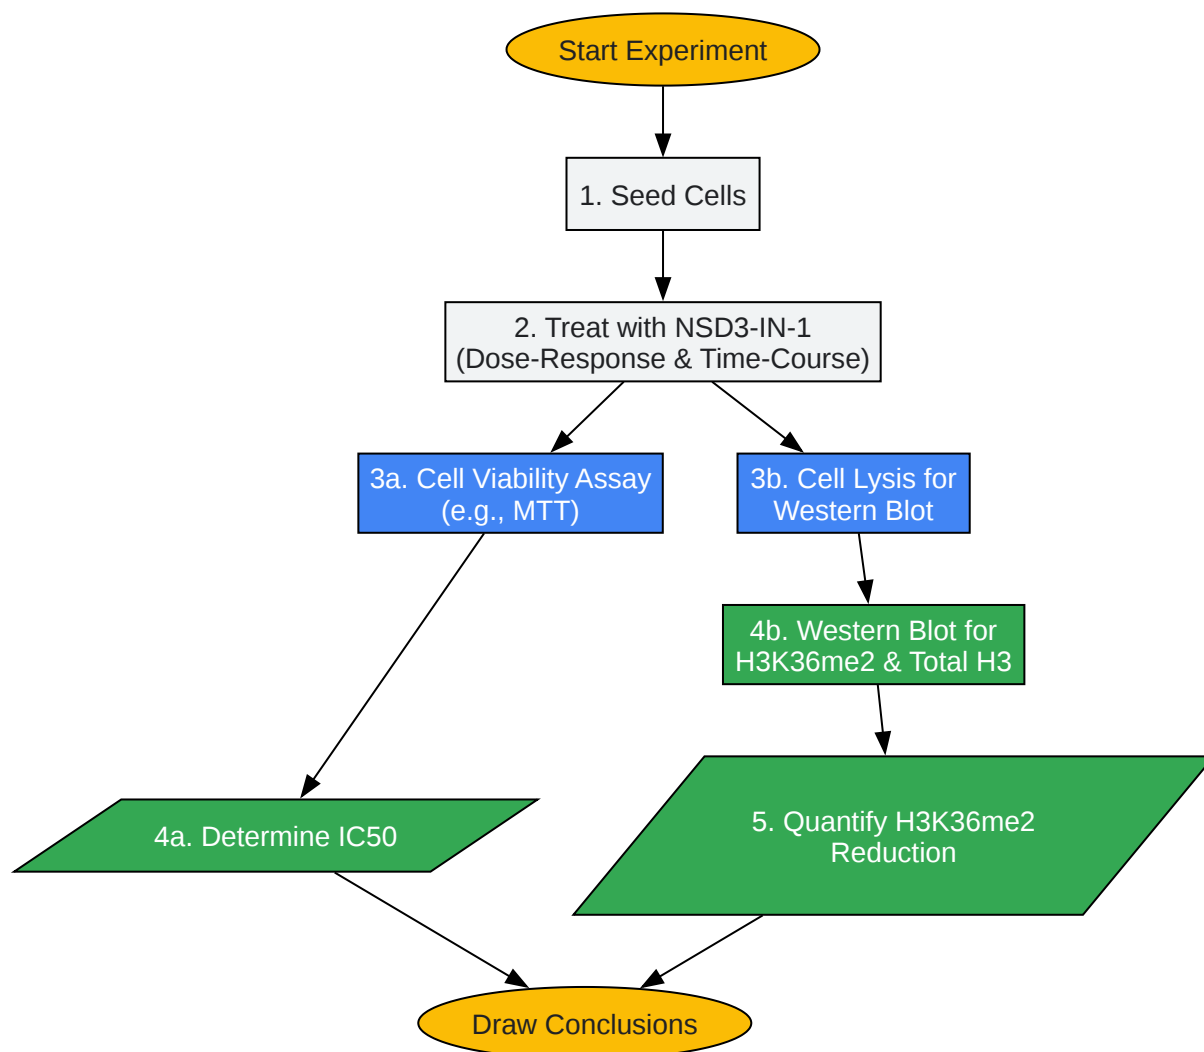 Start Experiment
1. Seed Cells
2. Treat with NSD3-IN-1
(Dose-Response & Time-Course)
3a. Cell Viability Assay
(e.g., MTT)
3b. Cell Lysis for
Western Blot
4b. Western Blot for
H3K36me2 & Total H3
4a. Determine IC50
5. Quantify H3K36me2
Reduction
Draw Conclusions